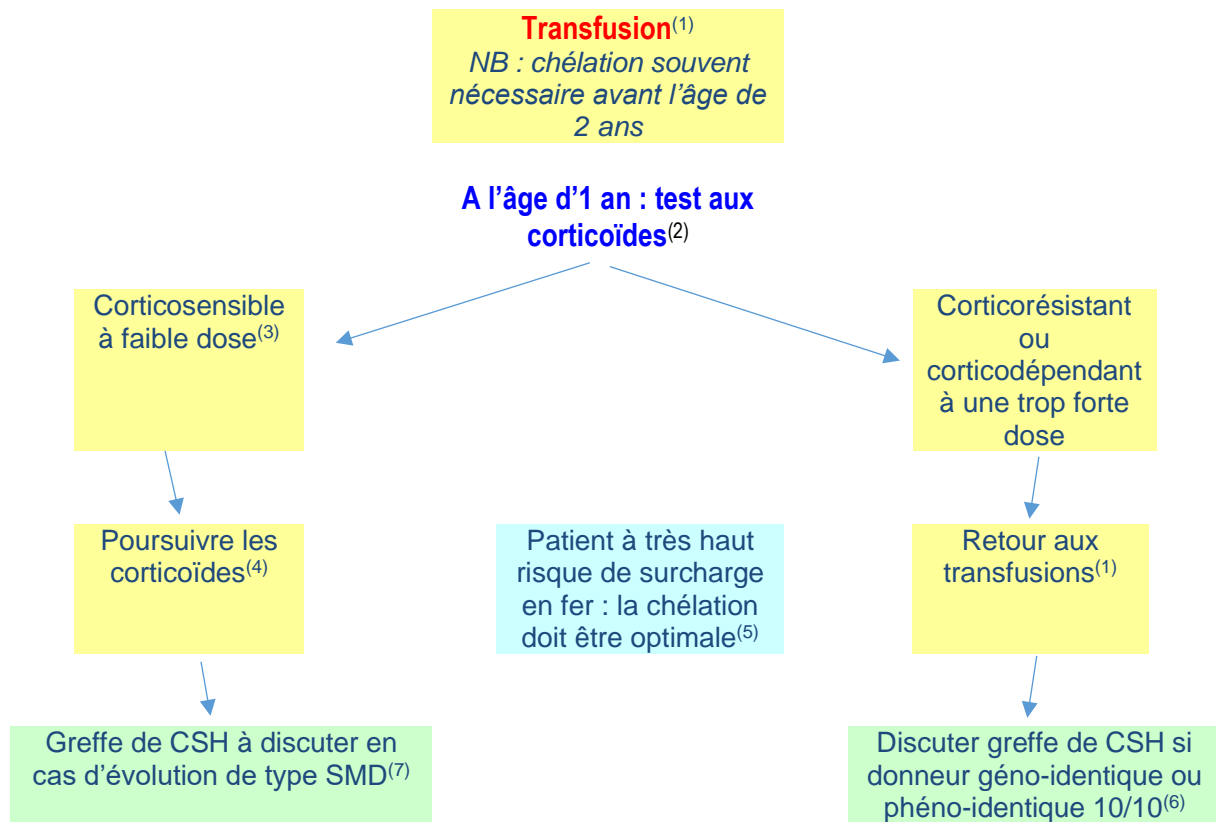 Transfusion(1)
NB : chélation souvent
nécessaire avant l'âge de
2 ans
A l'âge d'1 an : test aux
corticoïdes(2)
Corticosensible
à faible dose(3)
Corticorésistant
ou
corticodépendant
à une trop forte
dose
Poursuivre les
corticoïdes(4)
Patient à très haut
risque de surcharge
en fer : la chélation
doit être optimale(5)
Retour aux
transfusions(1)
Greffe de CSH à discuter en
cas d'évolution de type SMD(7)
Discuter greffe de CSH si
donneur géno-identique ou
phéno-identique 10/10(6)